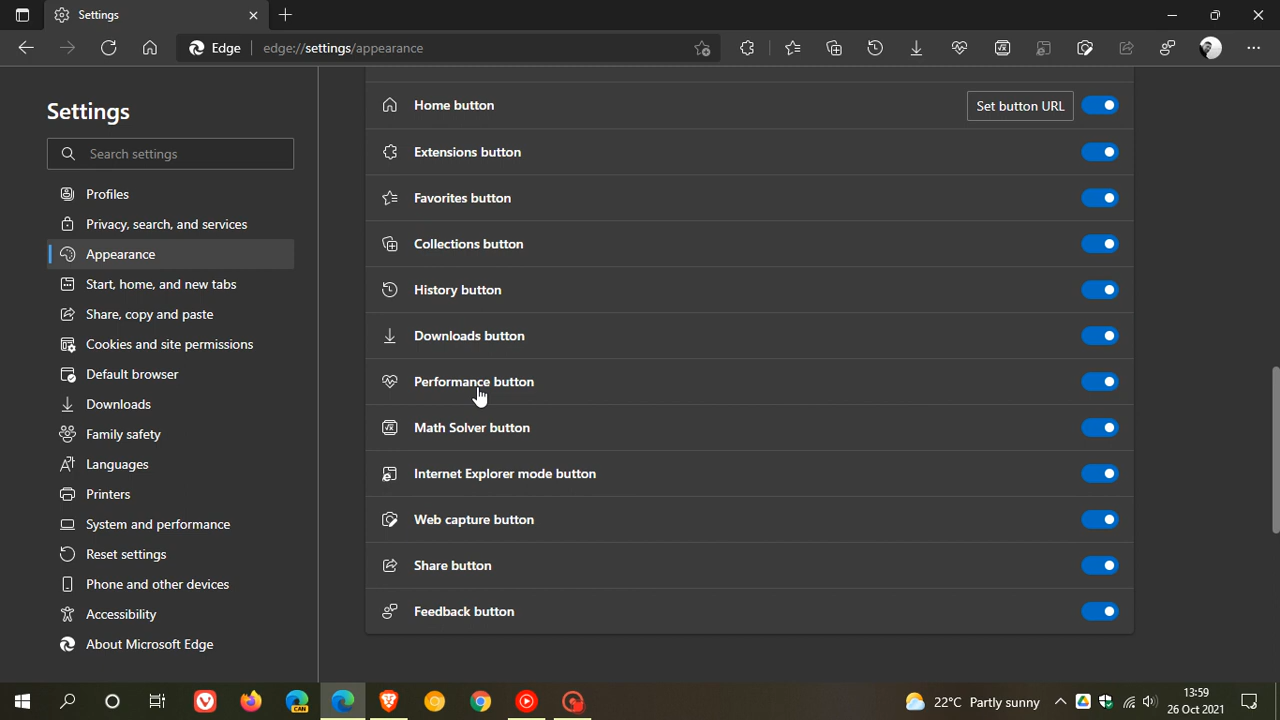 Settings
Edge
edge://settings/appearance
Settings
Search settings
Profiles
Privacy, search, and services
Appearance
Start, home, and new tabs
Share, copy and paste
Cookies and site permissions
Default browser
Downloads
Family safety
Languages
Printers
System and performance
Reset settings
Phone and other devices
Accessibility
About Microsoft Edge
Home button
Set button URL
Extensions button
Favorites button
Collections button
History button
Downloads button
Performance button
Math Solver button
Internet Explorer mode button
Web capture button
Share button
Feedback button
CAN
22°C Partly sunny
13:59
26 Oct 2021